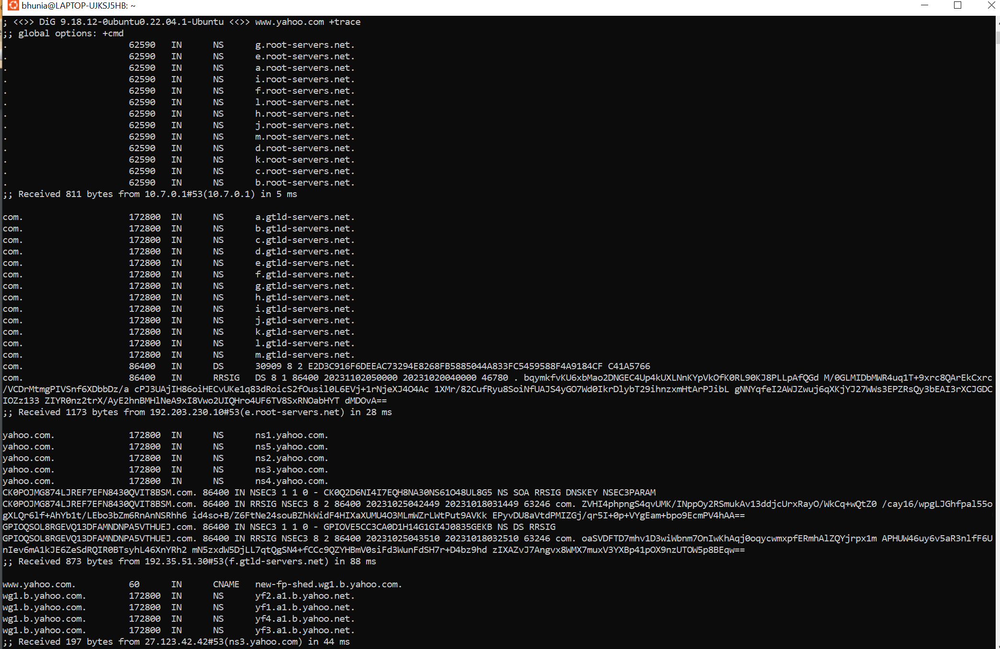 bhunia@LAPTOP-UJKSJ5HB: ~
; <<>> DiG 9.18.12-0ubuntu0.22.04.1-Ubuntu <<>> www.yahoo.com +trace
;; global options: +cmd
. 62590 IN NS g.root-servers.net.
. 62590 IN NS e.root-servers.net.
. 62590 IN NS a.root-servers.net.
. 62590 IN NS i.root-servers.net.
. 62590 IN NS f.root-servers.net.
. 62590 IN NS l.root-servers.net.
. 62590 IN NS h.root-servers.net.
. 62590 IN NS j.root-servers.net.
. 62590 IN NS m.root-servers.net.
. 62590 IN NS d.root-servers.net.
. 62590 IN NS k.root-servers.net.
. 62590 IN NS c.root-servers.net.
. 62590 IN NS b.root-servers.net.
;; Received 811 bytes from 10.7.0.1#53(10.7.0.1) in 5 ms
com. 172800 IN NS a.gtld-servers.net.
com. 172800 IN NS b.gtld-servers.net.
com. 172800 IN NS c.gtld-servers.net.
com. 172800 IN NS d.gtld-servers.net.
com. 172800 IN NS e.gtld-servers.net.
com. 172800 IN NS f.gtld-servers.net.
com. 172800 IN NS g.gtld-servers.net.
com. 172800 IN NS h.gtld-servers.net.
com. 172800 IN NS i.gtld-servers.net.
com. 172800 IN NS j.gtld-servers.net.
com. 172800 IN NS k.gtld-servers.net.
com. 172800 IN NS l.gtld-servers.net.
com. 172800 IN NS m.gtld-servers.net.
com. 86400 IN DS 30909 8 2 E2D3C916F6DEEAC73294E8268FB5885044A833FC5459588F4A9184CF C41A5766
com. 86400 IN RRSIG DS 8 1 86400 20231102050000 20231020040000 46780 . bqymkfvKU6xbMao2DNGEC4Up4kUXLNnKYpVkOfK0RL90KJ8PLLpAfQGd M/0GLMIDbMWR4uq1T+9xrc8QArEkCxrc
/VCDrMtmgPIVSnf6XDbbDz/a cPJ3UAjIH86oiHECvUKe1q83dRoicS2fOusil0L6EVj+1rNjeXJ4O4Ac 1XMr/82CufRyu8SoiNfUAJS4yGO7Wd0IkrDlybT29ihnzxmHtArPJibL gNNYqfeI2AWJZwuj6qXKjYJ27WWs3EPZRsQy3bEAI3rXCJGDC
IOZz133 ZIYR0nz2trX/AyE2hnBMHlNeA9xI8Vwo2UIQHro4UF6TV8SxRNOabHYT dMDOvA==
;; Received 1173 bytes from 192.203.230.10#53(e.root-servers.net) in 28 ms
yahoo.com. 172800 IN NS ns1.yahoo.com.
yahoo.com. 172800 IN NS ns5.yahoo.com.
yahoo.com. 172800 IN NS ns2.yahoo.com.
yahoo.com. 172800 IN NS ns3.yahoo.com.
yahoo.com. 172800 IN NS ns4.yahoo.com.
CK0POJMG874LJREF7EFN8430QVIT8BSM.com. 86400 IN NSEC3 1 1 0 - CK0Q2D6NI4I7EQH8NA30NS61O48UL8G5 NS SOA RRSIG DNSKEY NSEC3PARAM
CK0POJMG874LJREF7EFN8430QVIT8BSM.com. 86400 IN RRSIG NSEC3 8 2 86400 20231025042449 20231018031449 63246 com. ZVHI4phpngS4qvUMK/INppOy2RSmukAv13ddjcUrxRayO/WkCq+wQtZ0 /cay16/wpgLJGhfpal55o
gXLQr6lf+AhYb1t/LEbo3bZm6RnAnNSRhh6 id4so+B/Z6FtNe24souBZhkWidF4HIXaXUMU4O3MLmWZrLWtPut9AVKk EPyvDU8aVtdPMIZGj/qr5I+0p+VYgEam+bpo9EcmPV4hAA==
GPIOQSOL8RGEVQ13DFAMNDNPA5VTHUEJ.com. 86400 IN NSEC3 1 1 0 - GPIOVE5CC3CA0D1H14G1GI4J0835GEKB NS DS RRSIG
GPIOQSOL8RGEVQ13DFAMNDNPA5VTHUEJ.com. 86400 IN RRSIG NSEC3 8 2 86400 20231025043510 20231018032510 63246 com. oaSVDFTD7mhv1D3wiWbnm7OnIwKhAqj0oqycwmxpfERmhAlZQYjrpx1m APHUW46uy6v5aR3nlfF6U
nIev6mA1kJE6ZeSdRQIR0BTsyhL46XnYRh2 mN5zxdW5DjLL7qtQgSN4+fCCc9QZYHBmV0siFd3WunFdSH7r+D4bz9hd zIXAZvJ7Angvx8WMX7muxV3YXBp41pOX9nzUTOW5p8BEqw==
;; Received 873 bytes from 192.35.51.30#53(f.gtld-servers.net) in 88 ms
www.yahoo.com. 60 IN CNAME new-fp-shed.wg1.b.yahoo.com.
wg1.b.yahoo.com. 172800 IN NS yf2.a1.b.yahoo.net.
wg1.b.yahoo.com. 172800 IN NS yf1.a1.b.yahoo.net.
wg1.b.yahoo.com. 172800 IN NS yf4.a1.b.yahoo.net.
wg1.b.yahoo.com. 172800 IN NS yf3.a1.b.yahoo.net.
;; Received 197 bytes from 27.123.42.42#53(ns3.yahoo.com) in 44 ms